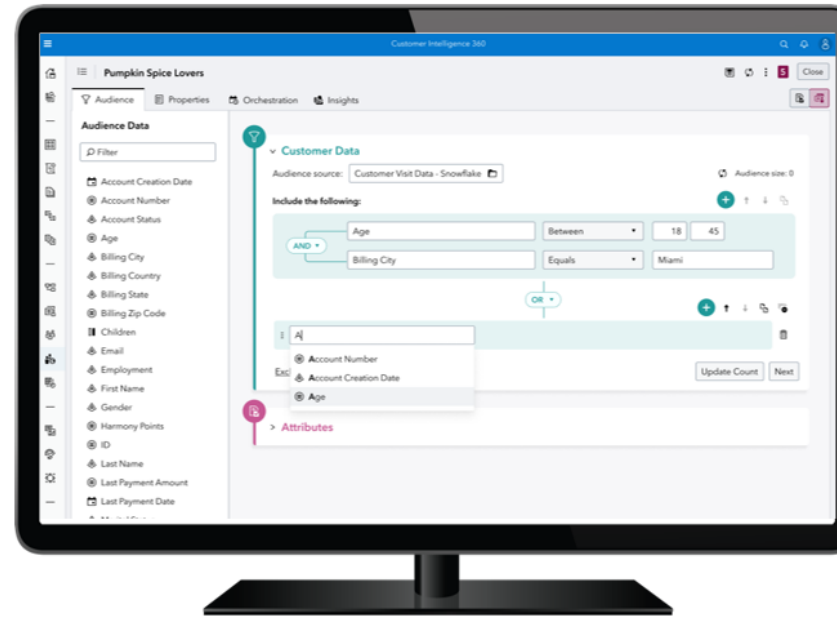 Customer Intelligence 360
Pumpkin Spice Lovers
S
Close
Audience
Properties
Orchestration
Insights
Audience Data
Filter
Account Creation Date
Account Number
Account Status
Age
Billing City
Billing Country
Billing State
Billing Zip Code
Children
Email
Employment
First Name
Gender
Harmony Points
ID
Last Name
Last Payment Amount
Last Payment Date
Customer Data
Audience source: Customer Visit Data - Snowflake
Audience size: 0
Include the following:
AND
Age Between 18 45
Billing City Equals Miami
OR
A
Account Number
Account Creation Date
Age
Excl
Update Count Next
Attributes